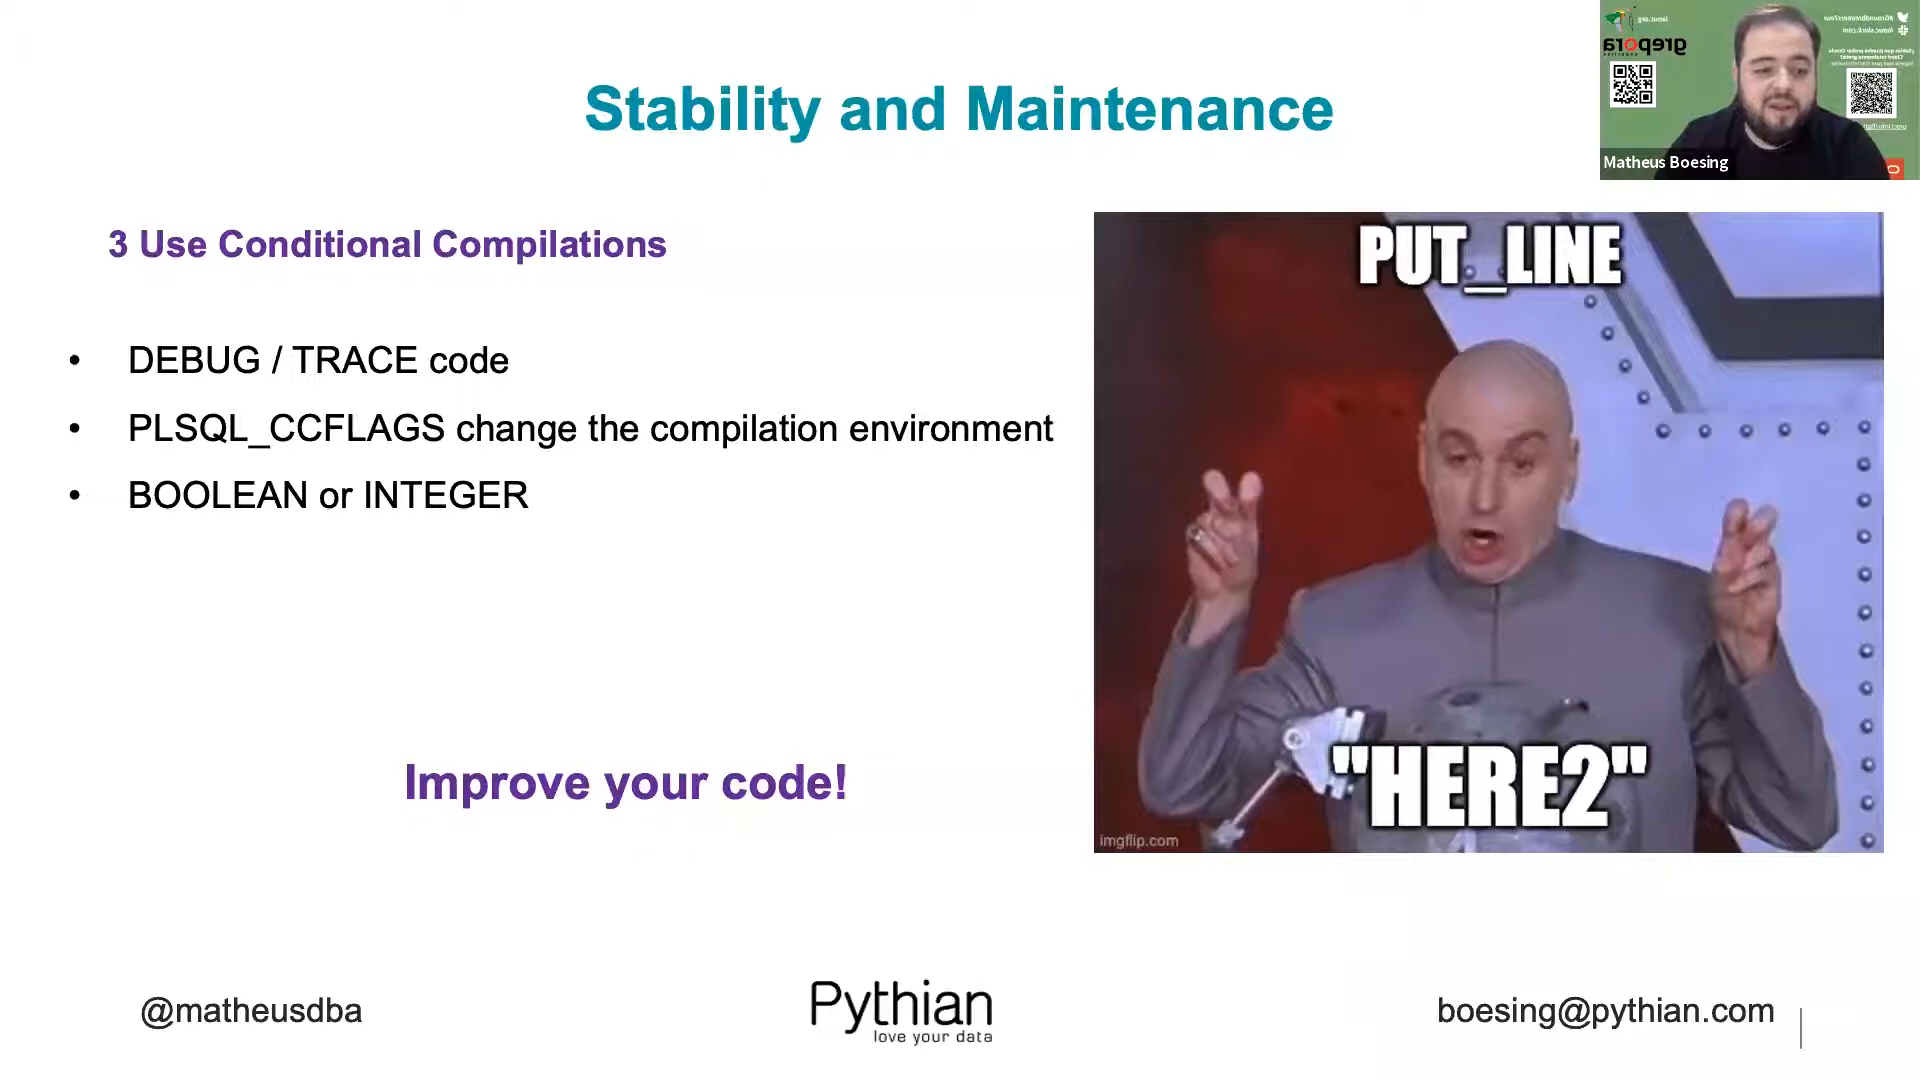 Stability and Maintenance
grepora
Matheus Boesing
3 Use Conditional Compilations
• DEBUG / TRACE code
• PLSQL_CCFLAGS change the compilation environment
• BOOLEAN or INTEGER
Improve your code!
PUT_LINE
"HERE2"
imgflip.com
@matheusdba
Pythian
love your data
boesing@pythian.com